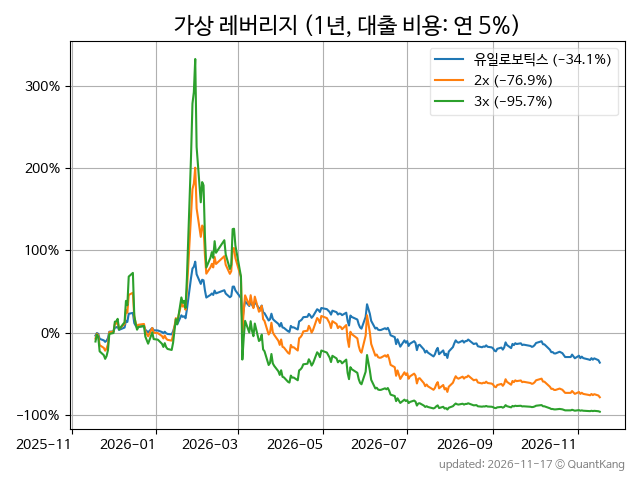 가상 레버리지 (1년, 대출 비용: 연 5%)
유일로보틱스 (-34.1%)
2x (-76.9%)
3x (-95.7%)
300%
200%
100%
0%
-100%
2025-11 2026-01 2026-03 2026-05 2026-07 2026-09 2026-11
updated: 2026-11-17 © QuantKang